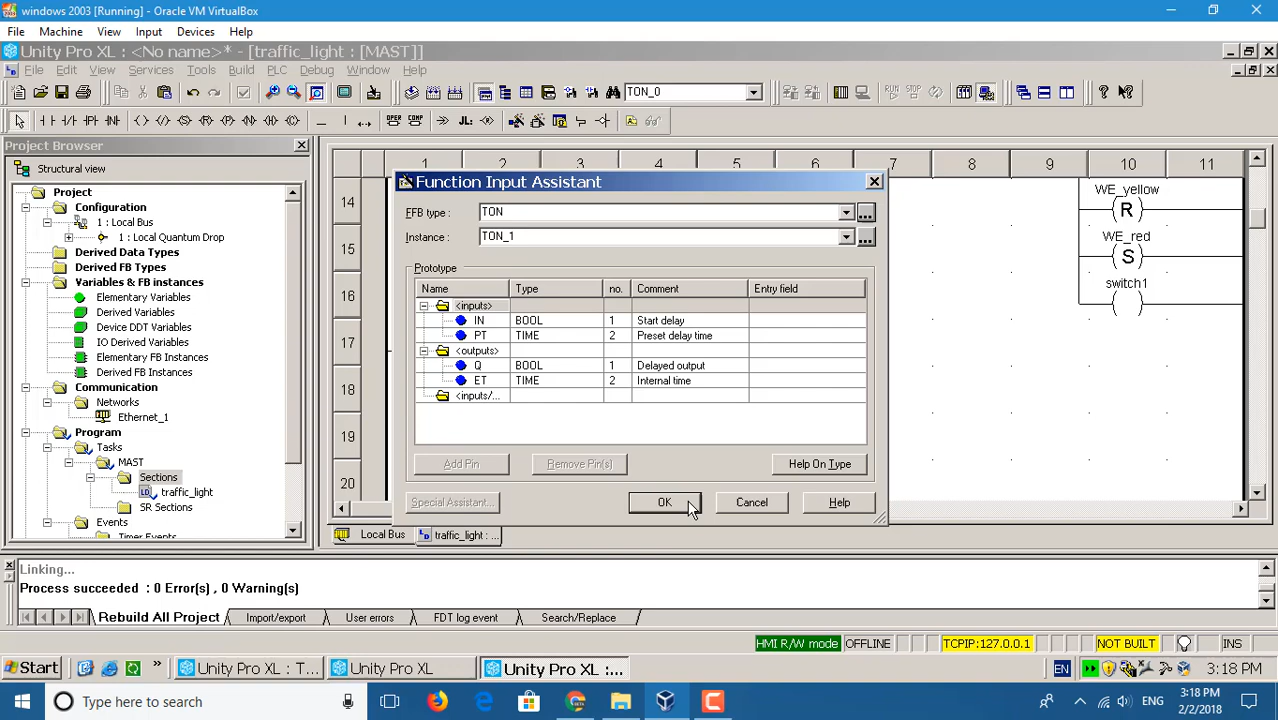 windows 2003 [Running] - Oracle VM VirtualBox
File Machine View Input Devices Help
Unity Pro XL : <No name>* - [traffic_light : [MAST]]
File Edit View Services Tools Build PLC Debug Window Help
TON_0
Project Browser
Structural view
Project
Configuration
1 : Local Bus
1 : Local Quantum Drop
Derived Data Types
Derived FB Types
Variables & FB instances
Elementary Variables
Derived Variables
Device DDT Variables
IO Derived Variables
Elementary FB Instances
Derived FB Instances
Communication
Networks
Ethernet_1
Program
Tasks
MAST
Sections
LD traffic_light
SR Sections
Events
Timer Events
1 2 3 4 5 6 7 8 9 10 11
14
15
16
17
18
19
20
WE_yellow
R
WE_red
S
switch1
Function Input Assistant
FFB type : TON ...
Instance : TON_1 ...
Prototype
Name Type no. Comment Entry field
<inputs>
IN BOOL 1 Start delay
PT TIME 2 Preset delay time
<outputs>
Q BOOL 1 Delayed output
ET TIME 2 Internal time
<inputs/...
Add Pin Remove Pin(s) Help On Type
Special Assistant... OK Cancel Help
Local Bus traffic_light : ...
Linking...
Process succeeded : 0 Error(s) , 0 Warning(s)
Rebuild All Project Import/export User errors FDT log event Search/Replace
HMI R/W mode OFFLINE TCPIP:127.0.0.1 NOT BUILT INS
Start » Unity Pro XL : T... Unity Pro XL Unity Pro XL :... EN 3:18 PM
Type here to search ENG 3:18 PM
2/2/2018